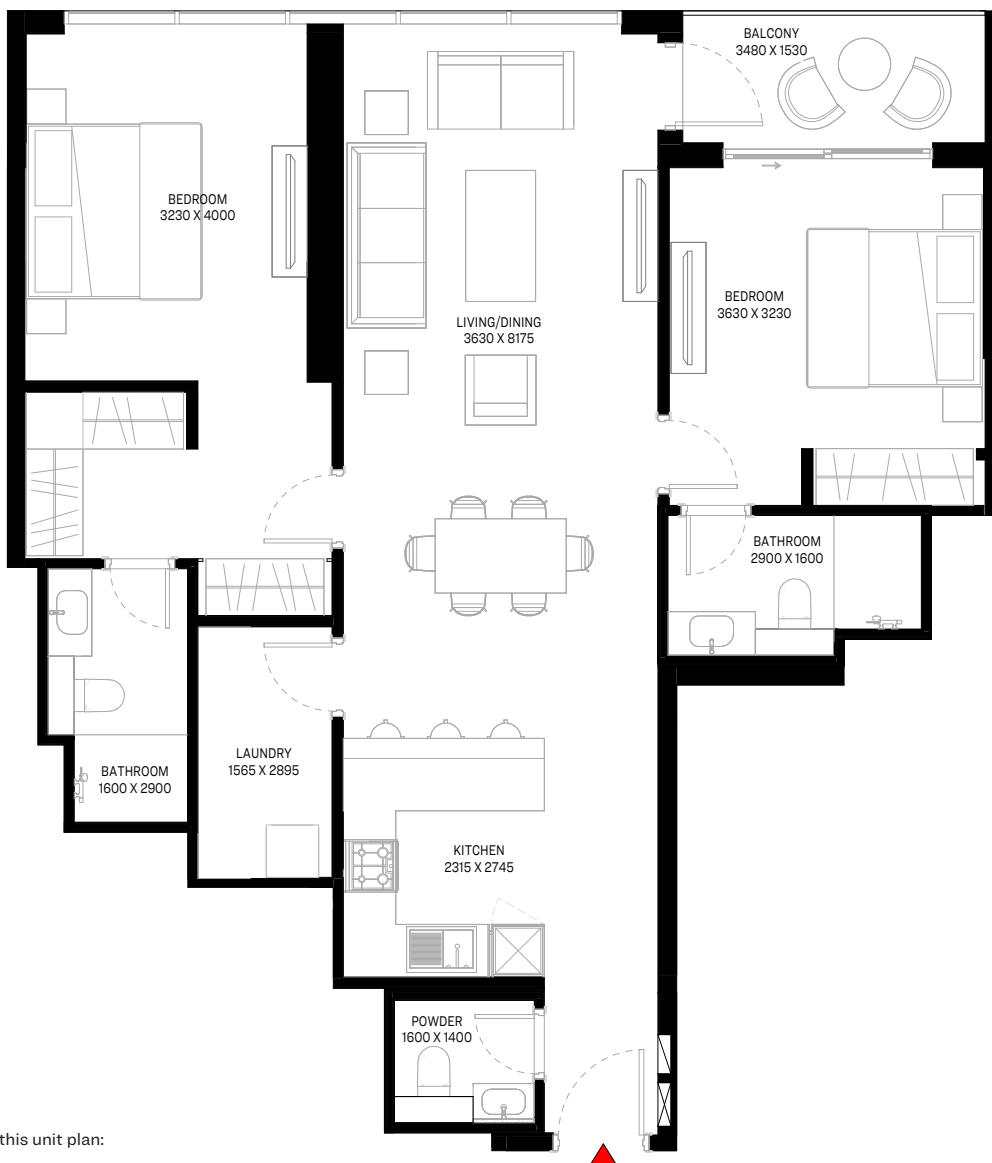 BALCONY
3480 X 1530
BEDROOM
3230 X 4000
BEDROOM
3630 X 3230
LIVING/DINING
3630 X 8175
BATHROOM
2900 X 1600
LAUNDRY
1565 X 2895
BATHROOM
1600 X 2900
KITCHEN
2315 X 2745
POWDER
1600 X 1400
this unit plan: